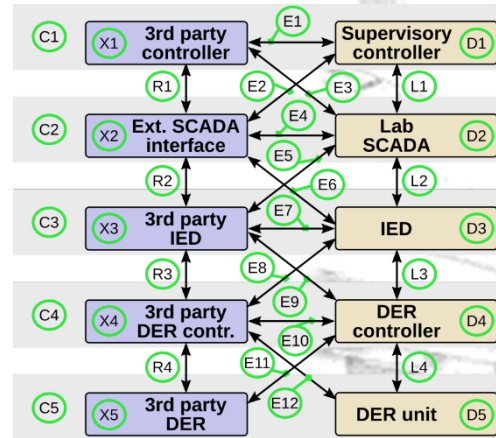 C1
X1
3rd party
controller
E1
Supervisory
controller
D1
R1
E2
E3
L1
C2
X2
Ext. SCADA
interface
E4
Lab
SCADA
D2
E5
R2
E6
L2
C3
X3
3rd party
IED
E7
IED
D3
R3
E8
E9
L3
C4
X4
3rd party
DER contr.
E10
DER
controller
D4
R4
E11
E12
L4
C5
X5
3rd party
DER
DER unit
D5